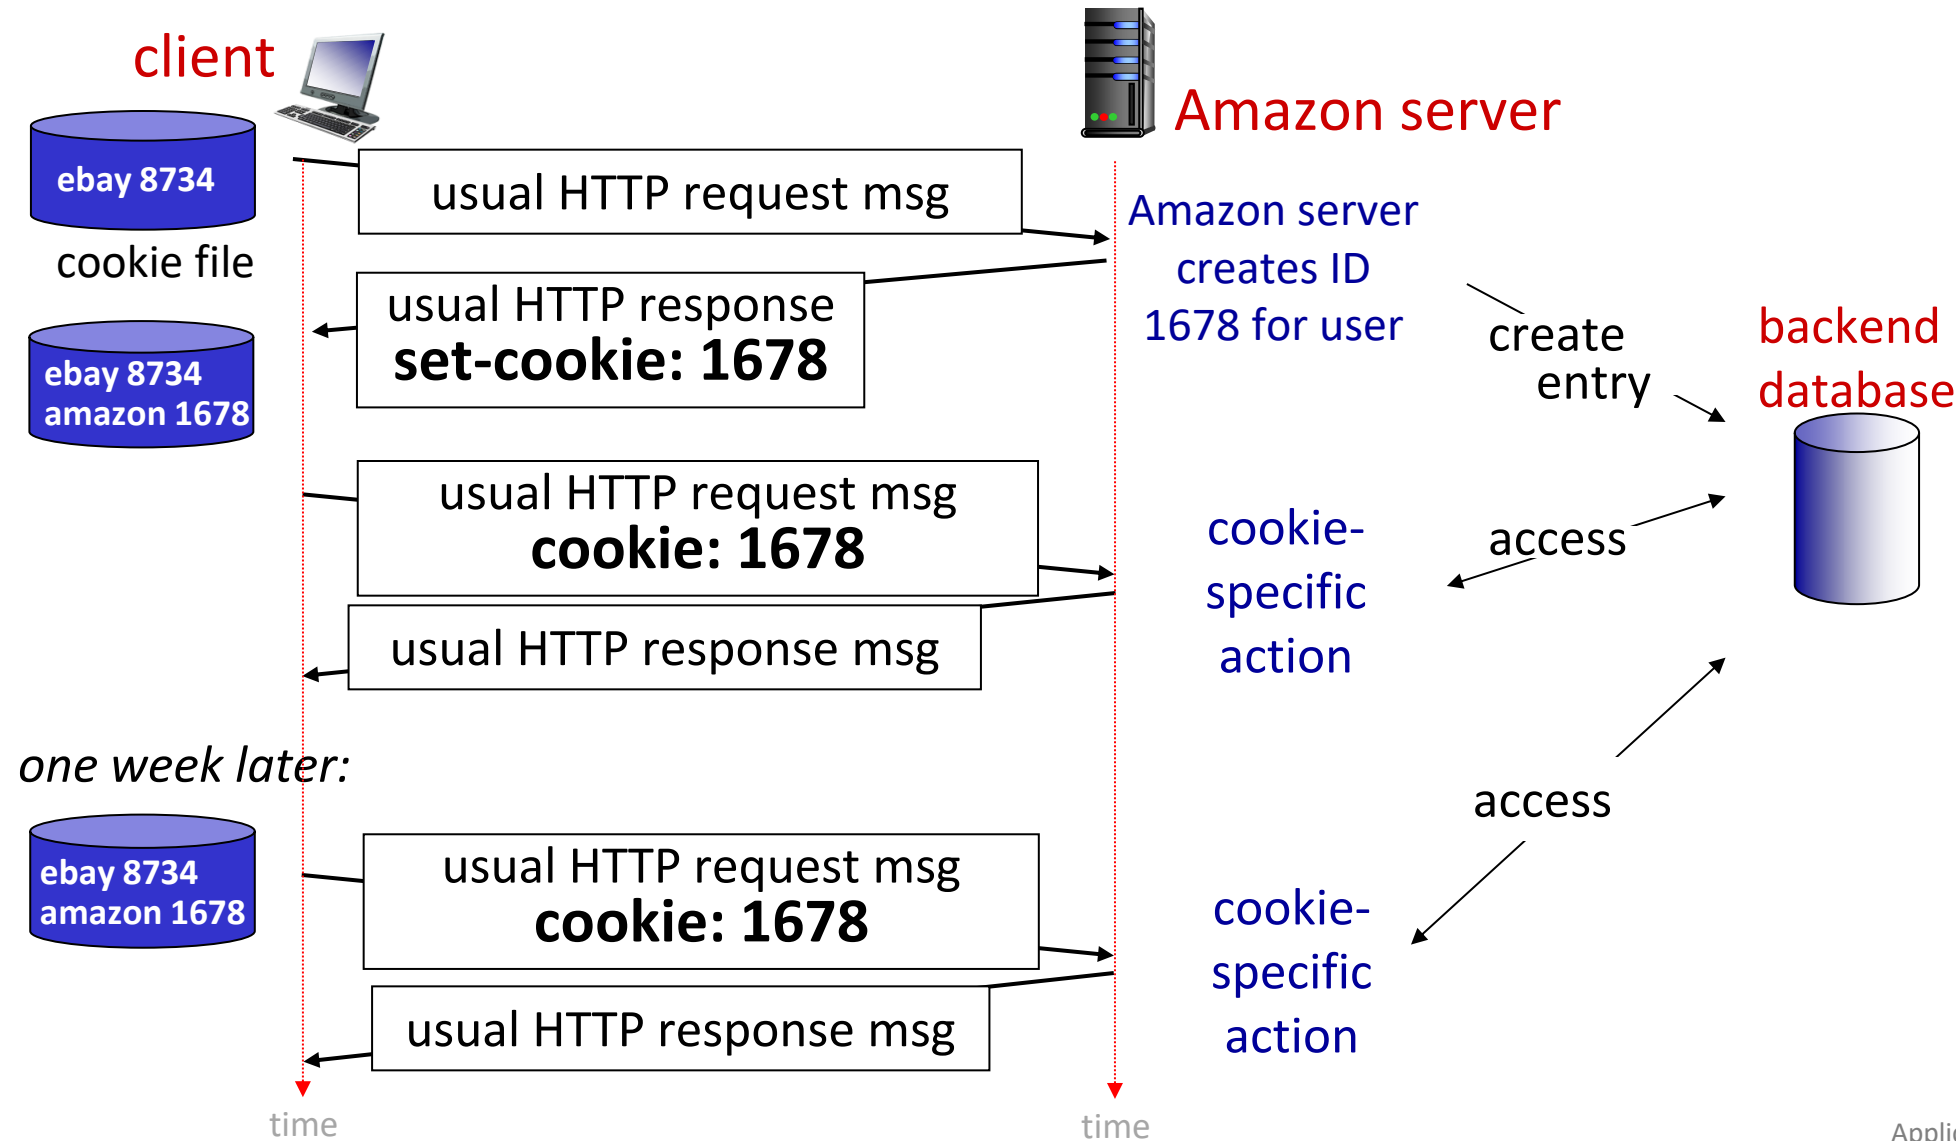 client
Amazon server
ebay 8734
cookie file
usual HTTP request msg
Amazon server
creates ID
1678 for user
usual HTTP response
set-cookie: 1678
create
entry
backend
database
ebay 8734
amazon 1678
usual HTTP request msg
cookie: 1678
cookie-
specific
action
access
usual HTTP response msg
one week later:
access
ebay 8734
amazon 1678
usual HTTP request msg
cookie: 1678
cookie-
specific
action
usual HTTP response msg
time
time